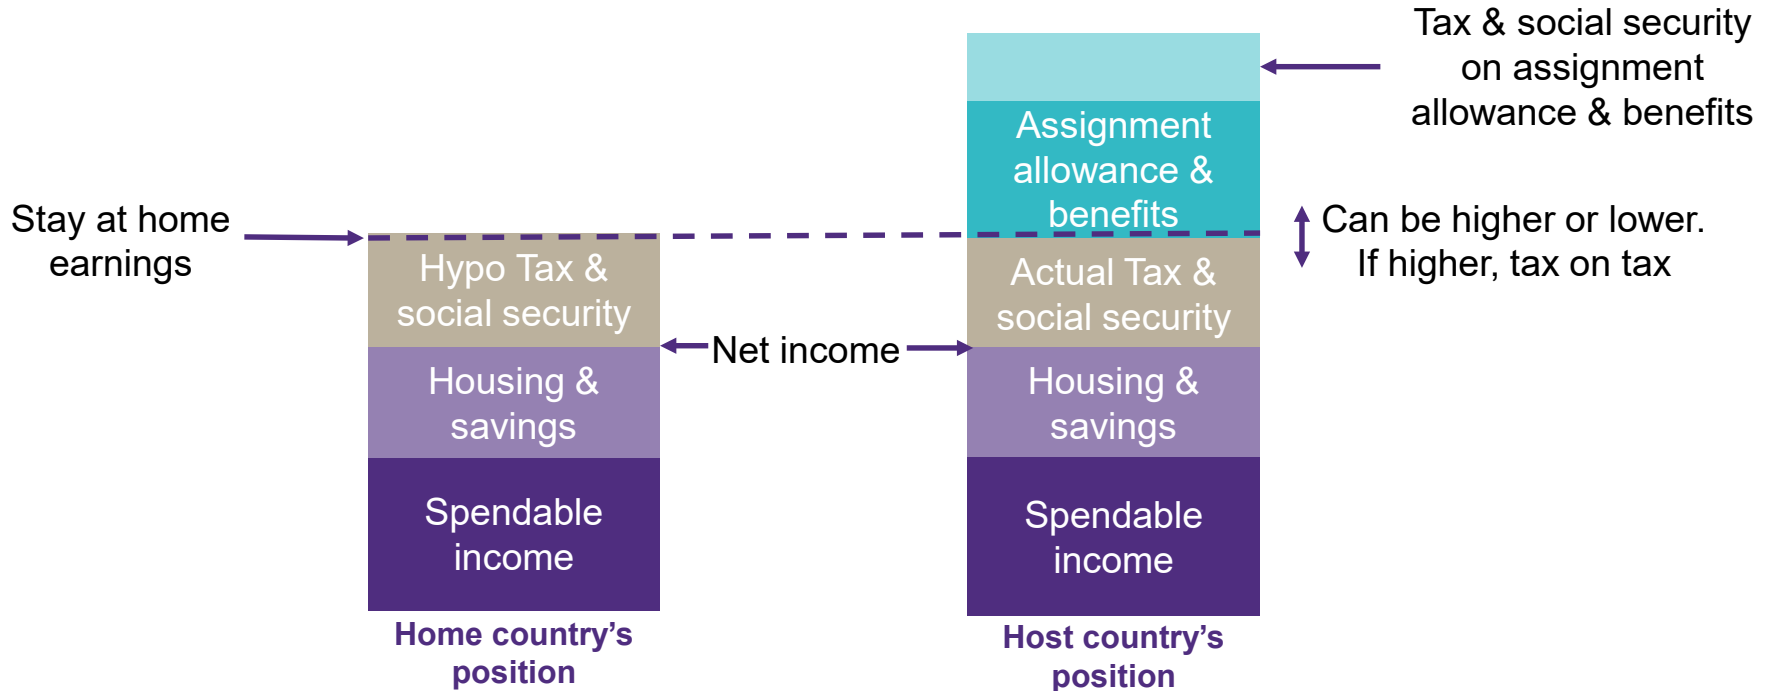 Tax & social security
on assignment
allowance & benefits
Assignment
allowance &
benefits
Stay at home
earnings
Can be higher or lower.
If higher, tax on tax
Hypo Tax &
social security
Actual Tax &
social security
Net income
Housing &
savings
Housing &
savings
Spendable
income
Spendable
income
Home country’s
position
Host country’s
position